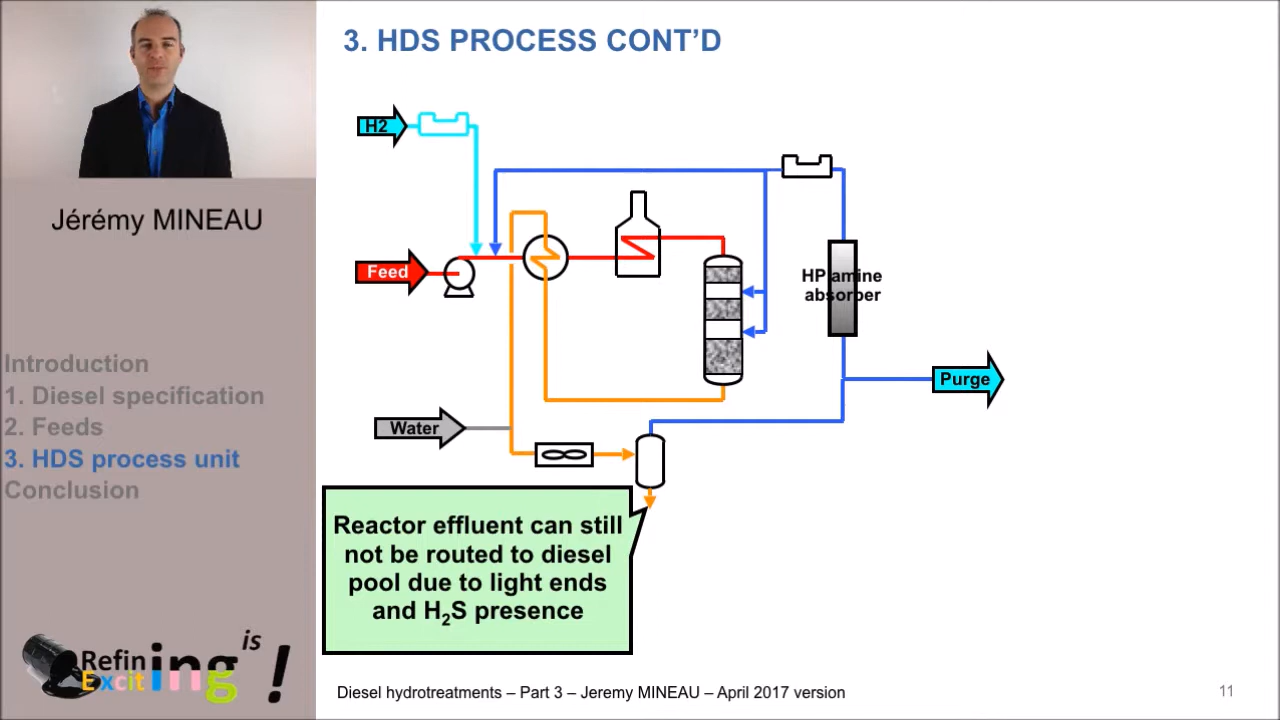 3. HDS PROCESS CONT'D
H2
Jérémy MINEAU
Feed
HP amine
absorber
Introduction
1. Diesel specification
2. Feeds
3. HDS process unit
Conclusion
Purge
Water
Reactor effluent can still
not be routed to diesel
pool due to light ends
and H₂S presence
Refining is
Exciting !
Diesel hydrotreatments – Part 3 – Jeremy MINEAU – April 2017 version
11